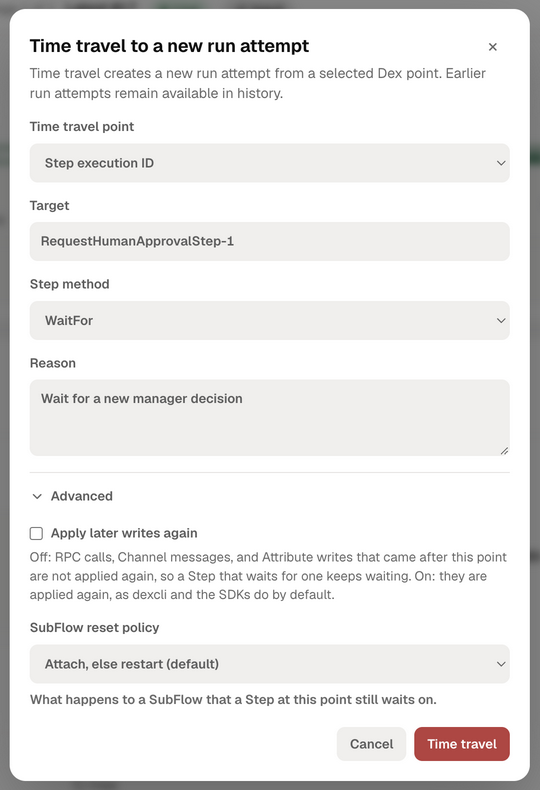 Time travel to a new run attempt
Time travel creates a new run attempt from a selected Dex point. Earlier
run attempts remain available in history.
Time travel point
Step execution ID
Target
RequestHumanApprovalStep-1
Step method
WaitFor
Reason
Wait for a new manager decision
Advanced
Apply later writes again
Off: RPC calls, Channel messages, and Attribute writes that came after this point
are not applied again, so a Step that waits for one keeps waiting. On: they are
applied again, as dexcli and the SDKs do by default.
SubFlow reset policy
Attach, else restart (default)
What happens to a SubFlow that a Step at this point still waits on.
Cancel
Time travel